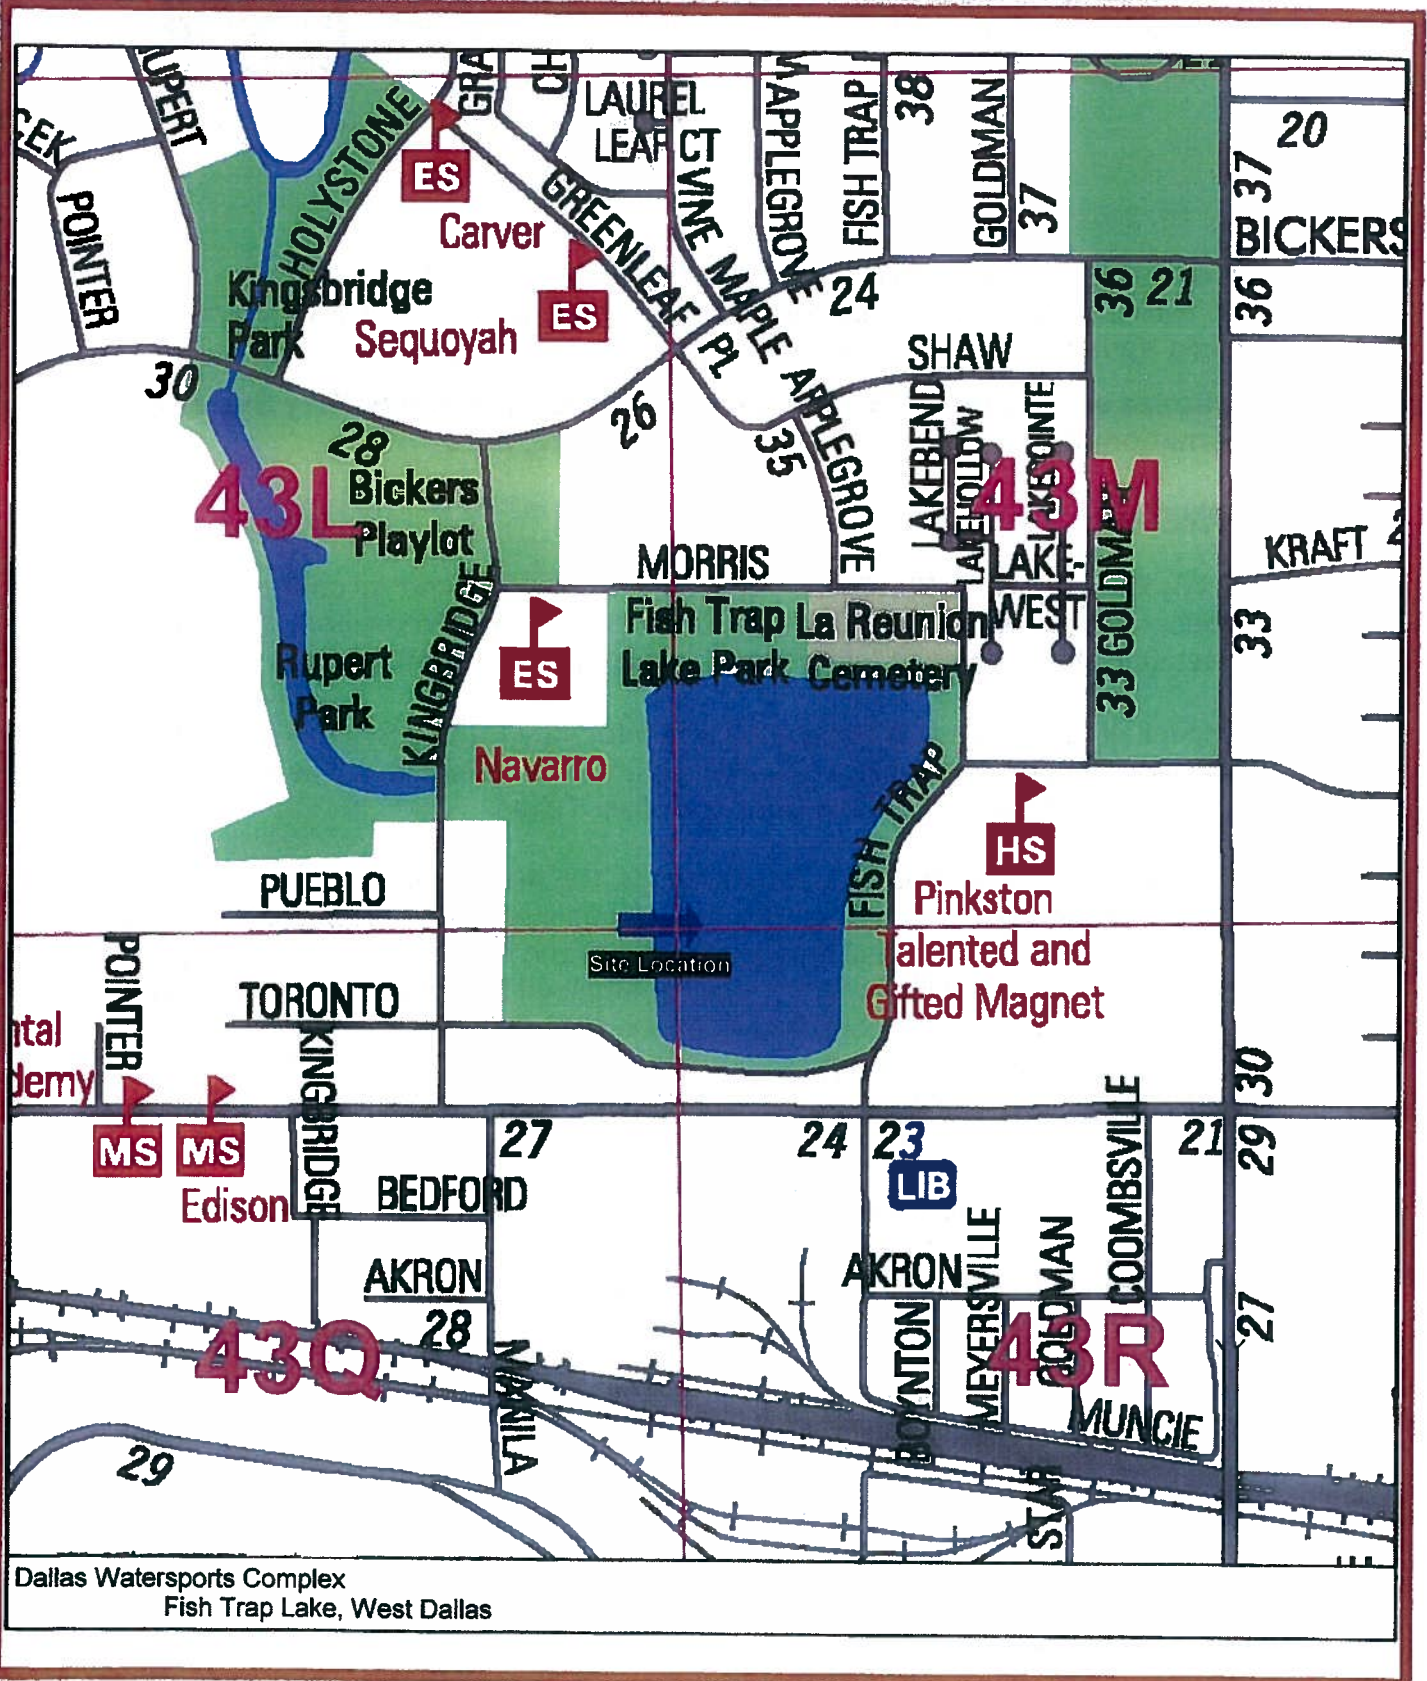 RUPERT
GRA
CH
LAUREL
LEAF CT
MAPPLEGROVE
FISH TRAP
38
GOLDMAN
37
20
37
CEK
HOLYSTONE
ES
Carver
GREENLEAF
VINE MAPLE
PL
POINTER
BICKERS
Kingsbridge
Park
Sequoyah
ES
24
36
21
36
30
SHAW
26
28
35
APPLEGROVE
LAKEBEND
LAKEHOLLOW
LAKEPOINTE
43L
Bickers
Playlot
43M
KRAFT
MORRIS
LAKE-
WEST
33 GOLDMAN
33
KINGBRIDGE
ES
Fish Trap
Lake Park
La Reunion
Cemetery
Rupert
Park
Navarro
FISH TRAP
HS
Pinkston
Talented and
Gifted Magnet
PUEBLO
Site Location
POINTER
TORONTO
ntal
demy
KINGBRIDGE
30
MS
MS
Edison
27
24
23
LIB
COOMBSVILLE
21
29
BEDFORD
AKRON
28
AKRON
MEYERSVILLE
GOLDMAN
BOYNTON
27
43Q
43R
MANILA
MUNCIE
29
STARR
Dallas Watersports Complex
Fish Trap Lake, West Dallas